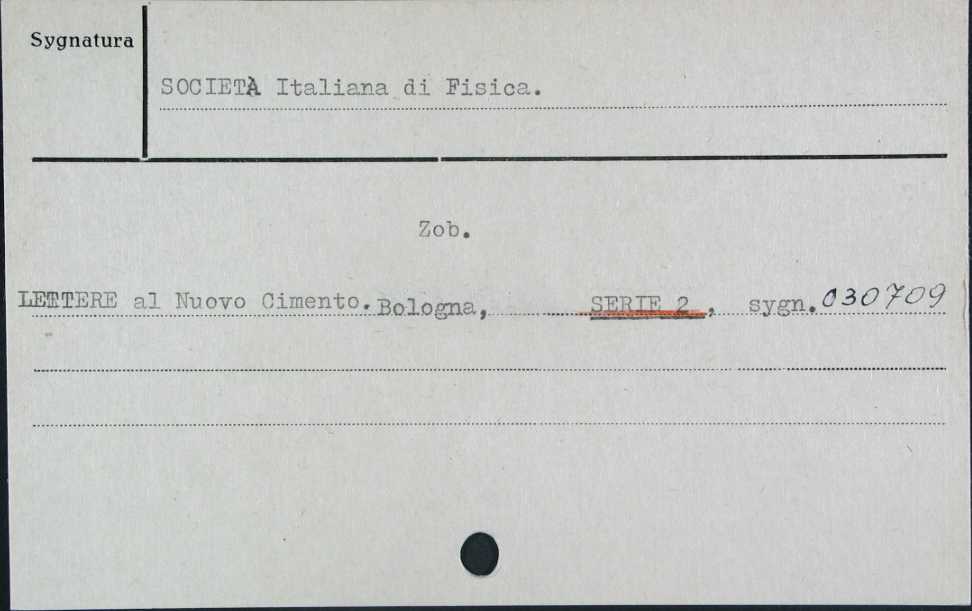 Sygnatura
SOCIETÀ Italiana di Fisica.
Zob.
LETTERE al Nuovo Cimento. Bologna, SERIE 2, sygn. 030709